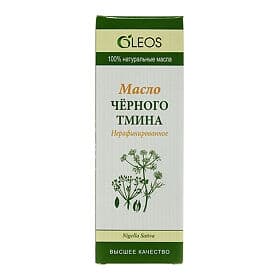 OLEOS
100% натуральные масла
Масло
ЧЁРНОГО
ТМИНА
Нерафинированное
Nigella Sativa
ВЫСШЕЕ КАЧЕСТВО